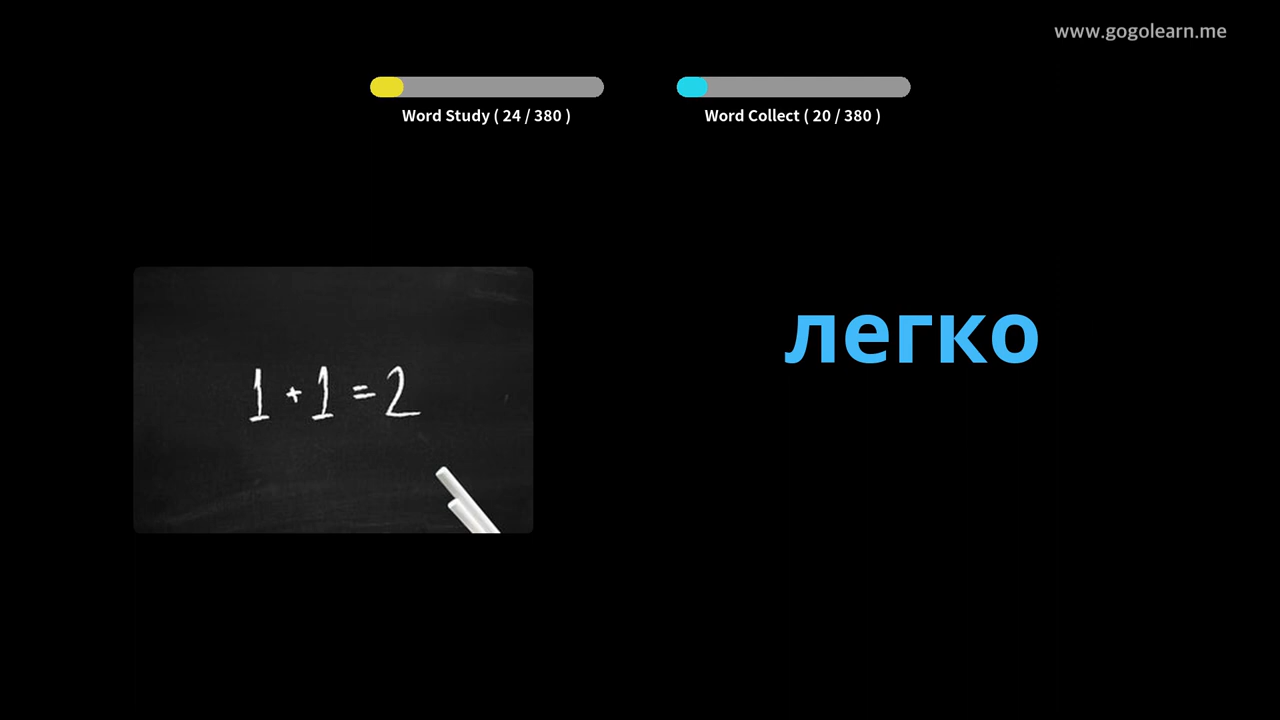 www.gogolearn.me
Word Study ( 24 / 380 )
Word Collect ( 20 / 380 )
легко
1 + 1 = 2